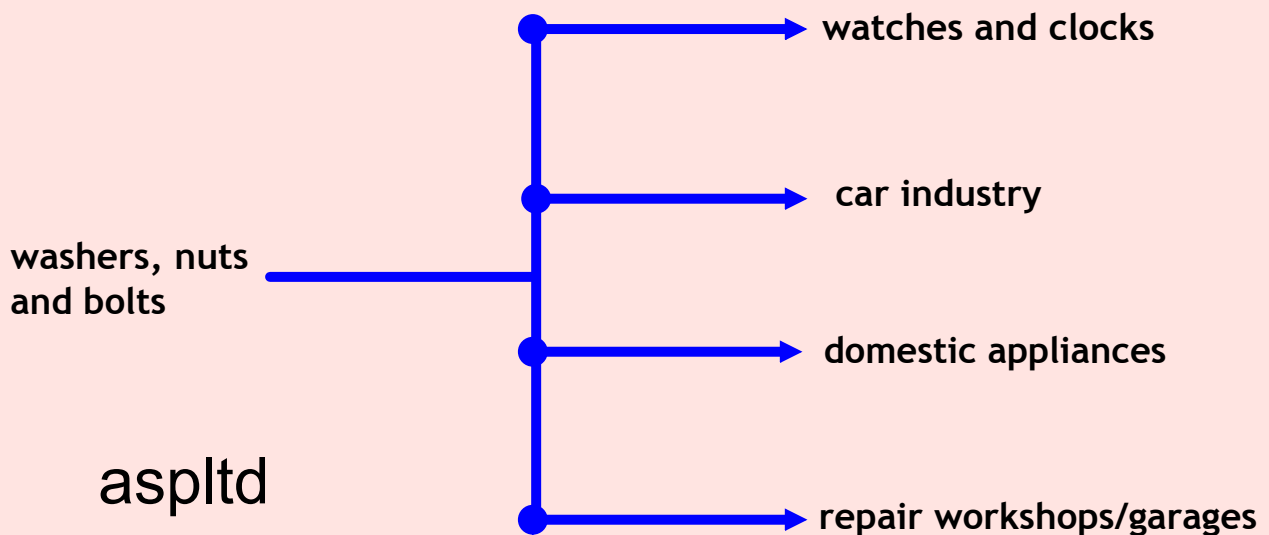 watches and clocks
car industry
washers, nuts
and bolts
domestic appliances
aspltd
repair workshops/garages